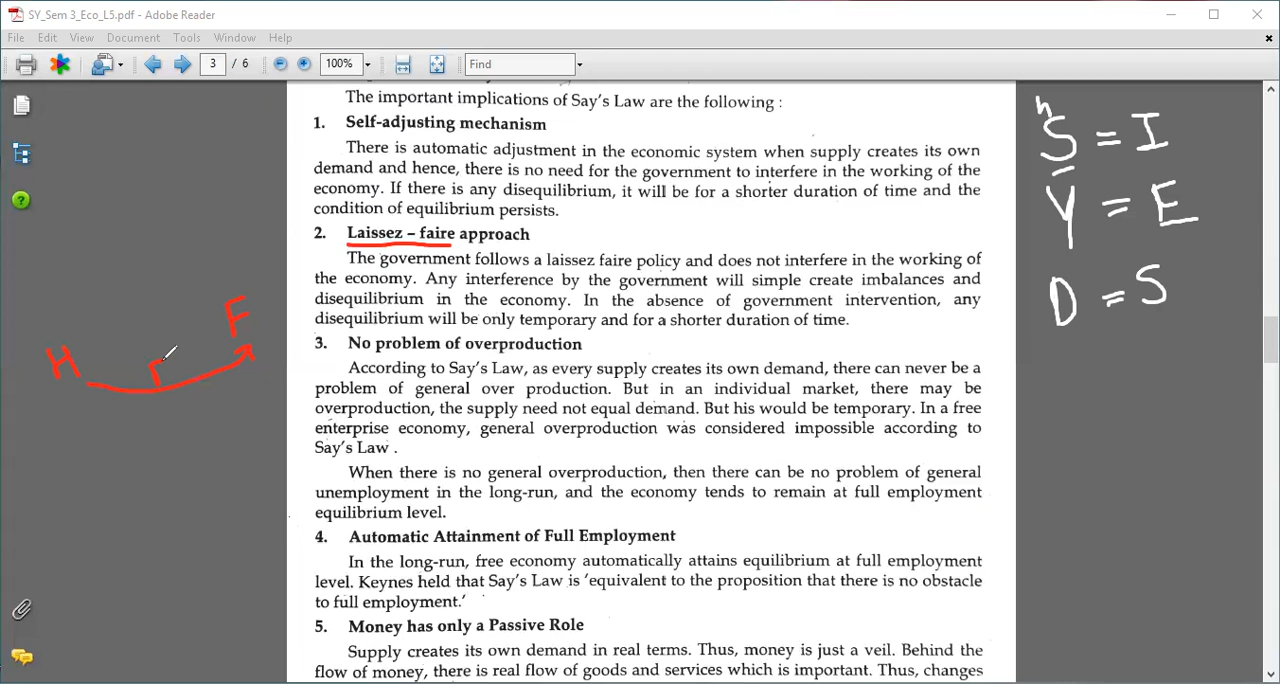 SY_Sem 3_Eco_L5.pdf - Adobe Reader
File Edit View Document Tools Window Help
3 / 6 100% Find
The important implications of Say's Law are the following :
1. Self-adjusting mechanism
There is automatic adjustment in the economic system when supply creates its own
demand and hence, there is no need for the government to interfere in the working of the
economy. If there is any disequilibrium, it will be for a shorter duration of time and the
condition of equilibrium persists.
2. Laissez – faire approach
The government follows a laissez faire policy and does not interfere in the working of
the economy. Any interference by the government will simple create imbalances and
disequilibrium in the economy. In the absence of government intervention, any
disequilibrium will be only temporary and for a shorter duration of time.
3. No problem of overproduction
According to Say's Law, as every supply creates its own demand, there can never be a
problem of general over production. But in an individual market, there may be
overproduction, the supply need not equal demand. But his would be temporary. In a free
enterprise economy, general overproduction was considered impossible according to
Say's Law .
When there is no general overproduction, then there can be no problem of general
unemployment in the long-run, and the economy tends to remain at full employment
equilibrium level.
4. Automatic Attainment of Full Employment
In the long-run, free economy automatically attains equilibrium at full employment
level. Keynes held that Say's Law is 'equivalent to the proposition that there is no obstacle
to full employment.'
5. Money has only a Passive Role
Supply creates its own demand in real terms. Thus, money is just a veil. Behind the
flow of money, there is real flow of goods and services which is important. Thus, changes
H F
h
S = I
Y = E
D = S